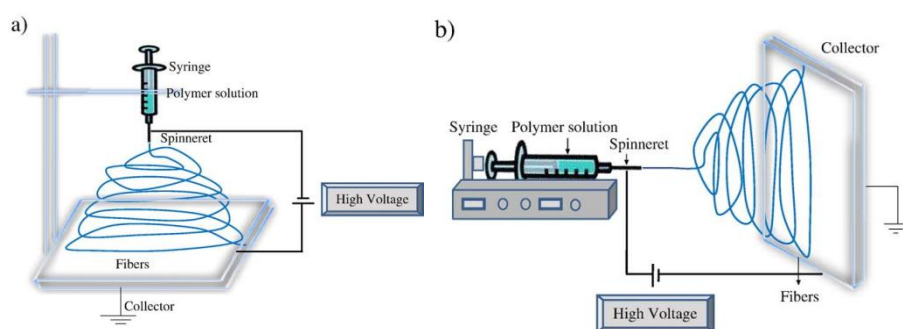 a)
Syringe
Polymer solution
Spinneret
High Voltage
Fibers
Collector
b)
Collector
Syringe
Polymer solution
Spinneret
Fibers
High Voltage